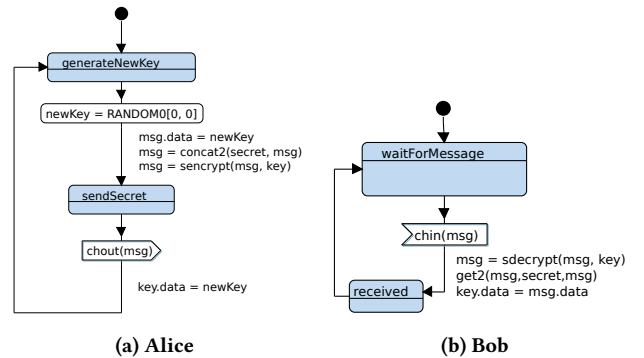 generateNewKey
newKey = RANDOM0[0, 0]
msg.data = newKey
msg = concat2(secret, msg)
msg = sencrypt(msg, key)
sendSecret
chout(msg)
key.data = newKey
(a) Alice
waitForMessage
chin(msg)
msg = sdecrypt(msg, key)
get2(msg,secret,msg)
key.data = msg.data
received
(b) Bob